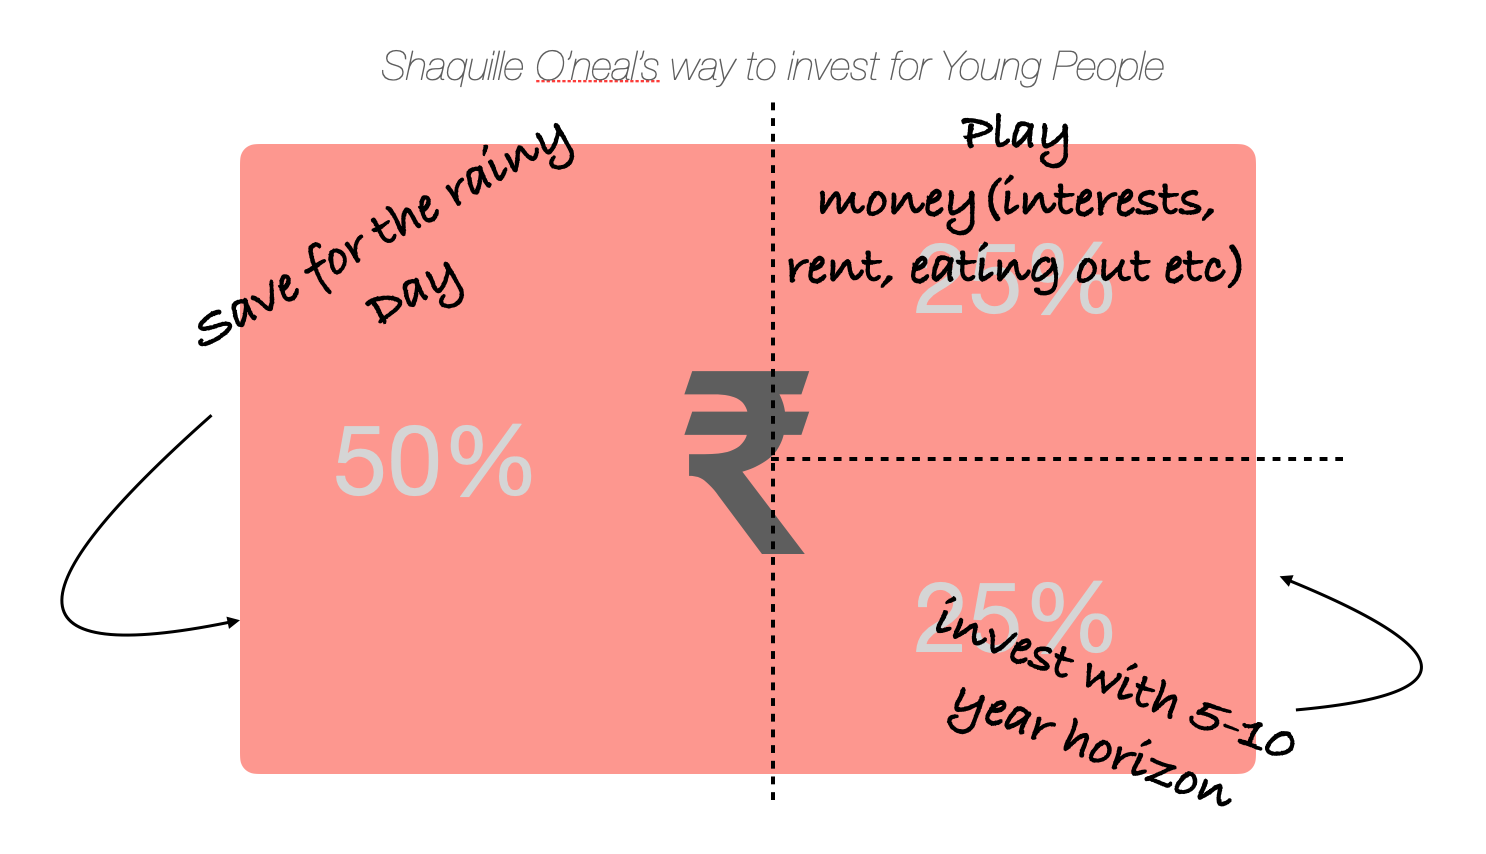 Shaquille O'neal's way to invest for Young People
Save for the rainy
Day
50%
₹
Play
money(interests,
rent, eating out etc)
25%
25%
invest with 5-10
year horizon